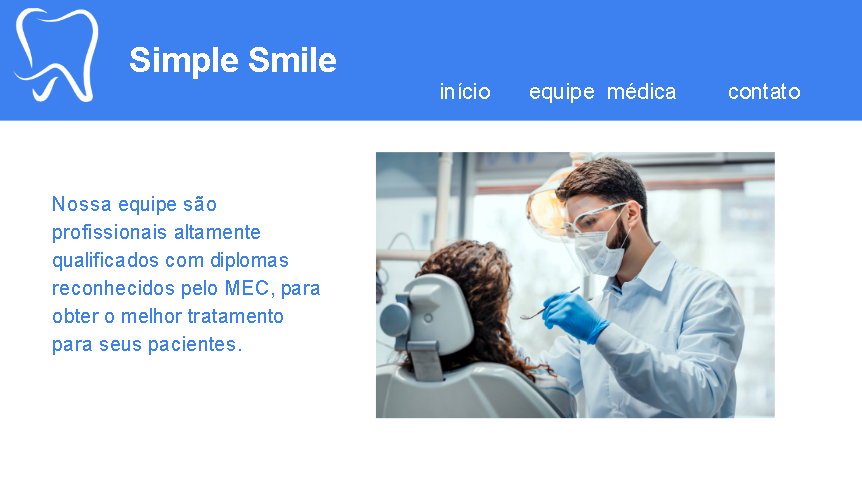 Simple Smile
início equipe médica contato
Nossa equipe são
profissionais altamente
qualificados com diplomas
reconhecidos pelo MEC, para
obter o melhor tratamento
para seus pacientes.